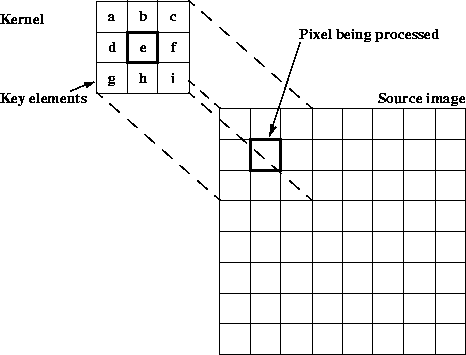 Kernel
a b c
d e f
g h i
Key elements
Pixel being processed
Source image